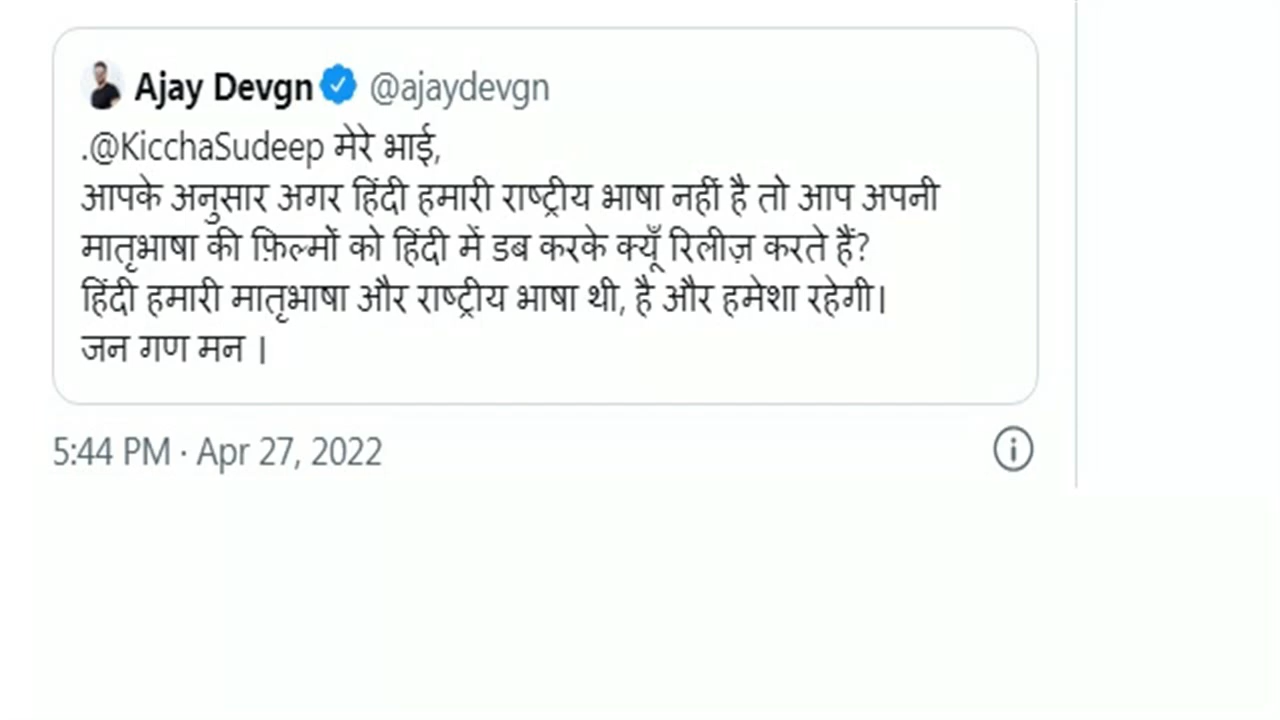 Ajay Devgn @ajaydevgn
.@KicchaSudeep मेरे भाई,
आपके अनुसार अगर हिंदी हमारी राष्ट्रीय भाषा नहीं है तो आप अपनी
मातृभाषा की फ़िल्मों को हिंदी में डब करके क्यूँ रिलीज़ करते हैं?
हिंदी हमारी मातृभाषा और राष्ट्रीय भाषा थी, है और हमेशा रहेगी।
जन गण मन ।
5:44 PM · Apr 27, 2022